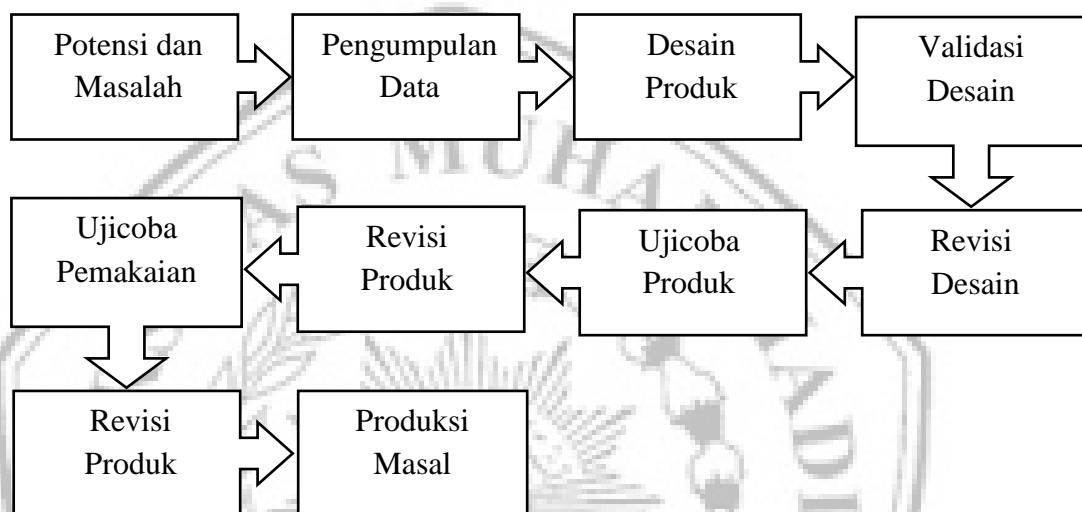 Potensi dan
Masalah
Pengumpulan
Data
Desain
Produk
Validasi
Desain
Revisi
Desain
Ujicoba
Produk
Revisi
Produk
Ujicoba
Pemakaian
Revisi
Produk
Produksi
Masal